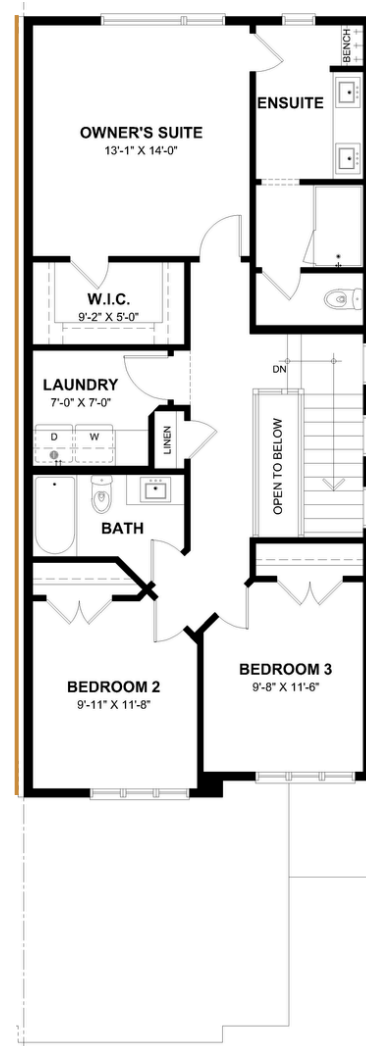 BENCH
ENSUITE
OWNER'S SUITE
13'-1" X 14'-0"
W.I.C.
9'-2" X 5'-0"
DN
LAUNDRY
7'-0" X 7'-0"
D
W
LINEN
OPEN TO BELOW
BATH
BEDROOM 2
9'-11" X 11'-8"
BEDROOM 3
9'-8" X 11'-6"